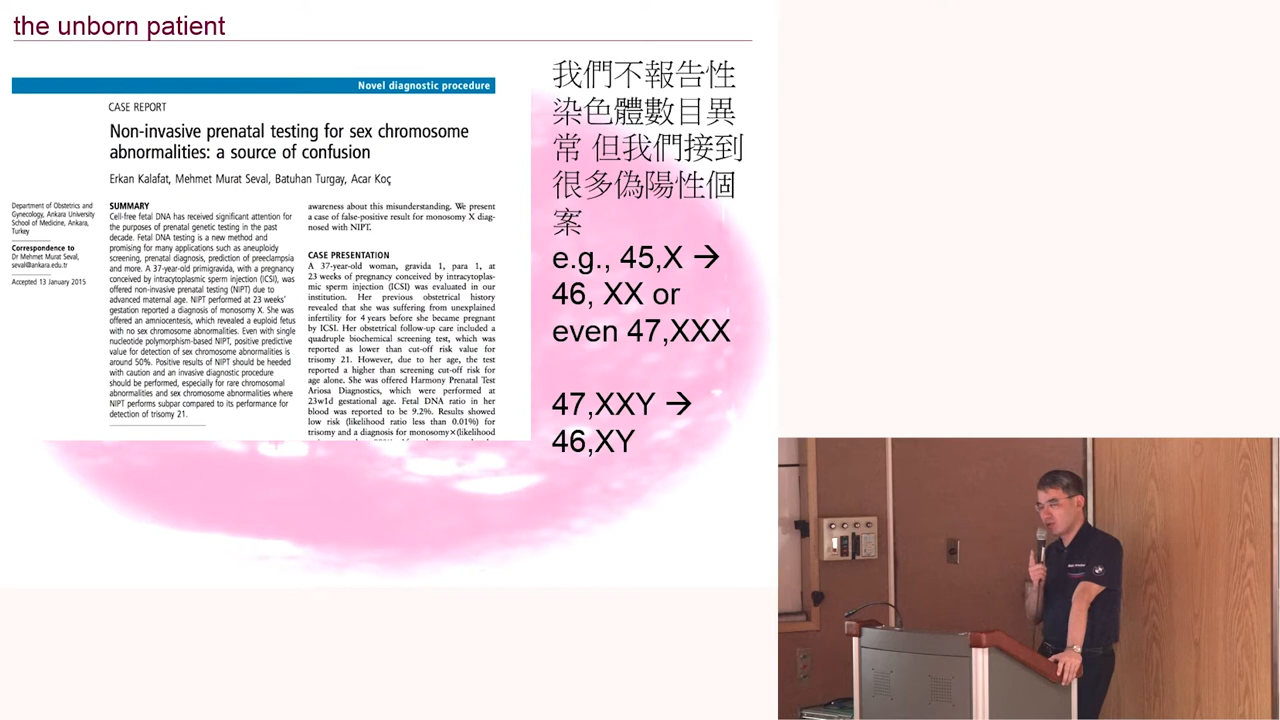 the unborn patient
Novel diagnostic procedure
CASE REPORT
Non-invasive prenatal testing for sex chromosome
abnormalities: a source of confusion
Erkan Kalafat, Mehmet Murat Seval, Batuhan Turgay, Acar Koç
Department of Obstetrics and
Gynecology, Ankara University
School of Medicine, Ankara,
Turkey
Correspondence to
Dr Mehmet Murat Seval,
seval@ankara.edu.tr
Accepted 13 January 2015
SUMMARY
Cell-free fetal DNA has received significant attention for
the purposes of prenatal genetic testing in the past
decade. Fetal DNA testing is a new method and
promising for many applications such as aneuploidy
screening, prenatal diagnosis, prediction of preeclampsia
and more. A 37-year-old primigravida, with a pregnancy
conceived by intracytoplasmic sperm injection (ICSI), was
offered non-invasive prenatal testing (NIPT) due to
advanced maternal age. NIPT performed at 23 weeks'
gestation reported a diagnosis of monosomy X. She was
offered an amniocentesis, which revealed a euploid fetus
with no sex chromosome abnormalities. Even with single
nucleotide polymorphism-based NIPT, positive predictive
value for detection of sex chromosome abnormalities is
around 50%. Positive results of NIPT should be heeded
with caution and an invasive diagnostic procedure
should be performed, especially for rare chromosomal
abnormalities and sex chromosome abnormalities where
NIPT performs subpar compared to its performance for
detection of trisomy 21.
awareness about this misunderstanding. We present
a case of false-positive result for monosomy X diag-
nosed with NIPT.
CASE PRESENTATION
A 37-year-old woman, gravida 1, para 1, at
23 weeks of pregnancy conceived by intracytoplas-
mic sperm injection (ICSI) was evaluated in our
institution. Her previous obstetrical history
revealed that she was suffering from unexplained
infertility for 4 years before she became pregnant
by ICSI. Her obstetrical follow-up care included a
quadruple biochemical screening test, which was
reported as lower than cut-off risk value for
trisomy 21. However, due to her age, the test
reported a higher than screening cut-off risk for
age alone. She was offered Harmony Prenatal Test
Ariosa Diagnostics, which were performed at
23w1d gestational age. Fetal DNA ratio in her
blood was reported to be 9.2%. Results showed
low risk (likelihood ratio less than 0.01%) for
trisomy and a diagnosis for monosomy×(likelihood
我們不報告性
染色體數目異
常 但我們接到
很多偽陽性個
案
e.g., 45,X →
46, XX or
even 47,XXX
47,XXY →
46,XY